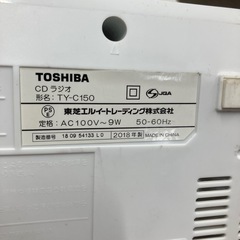 TOSHIBA
CDラジオ
形名：TY-C150
JQA
PS
E
東芝エルイートレーディング株式会社
定格：AC100V～9W 50-60Hz
製造番号 18 09 54133 L0 2018年製 MADE IN CHINA